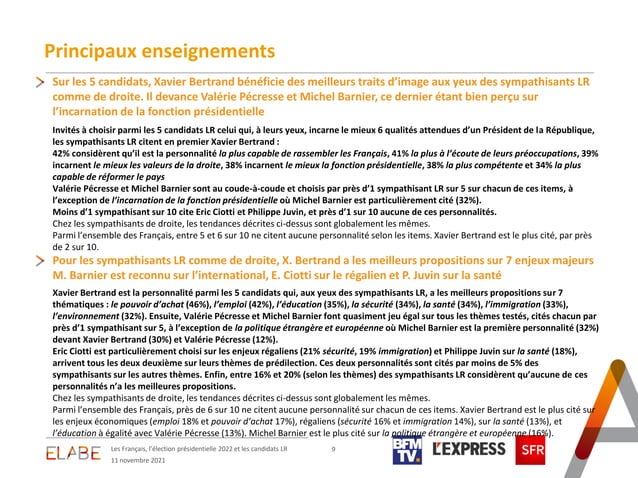 Principaux enseignements
Sur les 5 candidats, Xavier Bertrand bénéficie des meilleurs traits d’image aux yeux des sympathisants LR
comme de droite. Il devance Valérie Pécresse et Michel Barnier, ce dernier étant bien perçu sur
l’incarnation de la fonction présidentielle
Invités à choisir parmi les 5 candidats LR celui qui, à leurs yeux, incarne le mieux 6 qualités attendues d’un Président de la République,
les sympathisants LR citent en premier Xavier Bertrand :
42% considèrent qu’il est la personnalité la plus capable de rassembler les Français, 41% la plus à l’écoute de leurs préoccupations, 39%
incarnent le mieux les valeurs de la droite, 38% incarnent le mieux la fonction présidentielle, 38% la plus compétente et 34% la plus
capable de réformer le pays
Valérie Pécresse et Michel Barnier sont au coude-à-coude et choisis par près d’1 sympathisant LR sur 5 sur chacun de ces items, à
l’exception de l’incarnation de la fonction présidentielle où Michel Barnier est particulièrement cité (32%).
Moins d’1 sympathisant sur 10 cite Eric Ciotti et Philippe Juvin, et près d’1 sur 10 aucune de ces personnalités.
Chez les sympathisants de droite, les tendances décrites ci-dessus sont globalement les mêmes.
Parmi l’ensemble des Français, entre 5 et 6 sur 10 ne citent aucune personnalité selon les items. Xavier Bertrand est le plus cité, par près
de 2 sur 10.
Pour les sympathisants LR comme de droite, X. Bertrand a les meilleurs propositions sur 7 enjeux majeurs
M. Barnier est reconnu sur l’international, E. Ciotti sur le régalien et P. Juvin sur la santé
Xavier Bertrand est la personnalité parmi les 5 candidats qui, aux yeux des sympathisants LR, a les meilleurs propositions sur 7
thématiques : le pouvoir d’achat (46%), l’emploi (42%), l’éducation (35%), la sécurité (34%), la santé (34%), l’immigration (33%),
l’environnement (32%). Ensuite, Valérie Pécresse et Michel Barnier font quasiment jeu égal sur tous les thèmes testés, cités chacun par
près d’1 sympathisant sur 5, à l’exception de la politique étrangère et européenne où Michel Barnier est la première personnalité (32%)
devant Xavier Bertrand (30%) et Valérie Pécresse (12%).
Eric Ciotti est particulièrement choisi sur les enjeux régaliens (21% sécurité, 19% immigration) et Philippe Juvin sur la santé (18%),
arrivent tous les deux deuxième sur leurs thèmes de prédilection. Ces deux personnalités sont cités par moins de 5% des
sympathisants sur les autres thèmes. Enfin, entre 16% et 20% (selon les thèmes) des sympathisants LR considèrent qu’aucune de ces
personnalités n’a les meilleures propositions.
Chez les sympathisants de droite, les tendances décrites ci-dessus sont globalement les mêmes.
Parmi l’ensemble des Français, près de 6 sur 10 ne citent aucune personnalité sur chacun de ces items. Xavier Bertrand est le plus cité sur
les enjeux économiques (emploi 18% et pouvoir d’achat 17%), régaliens (sécurité 16% et immigration 14%), sur la santé (13%), et
l’éducation à égalité avec Valérie Pécresse (13%). Michel Barnier est le plus cité sur la politique étrangère et européenne (16%).
ELABE
Les Français, l’élection présidentielle 2022 et les candidats LR
9
11 novembre 2021
BFM
TV.
L'EXPRESS
SFR